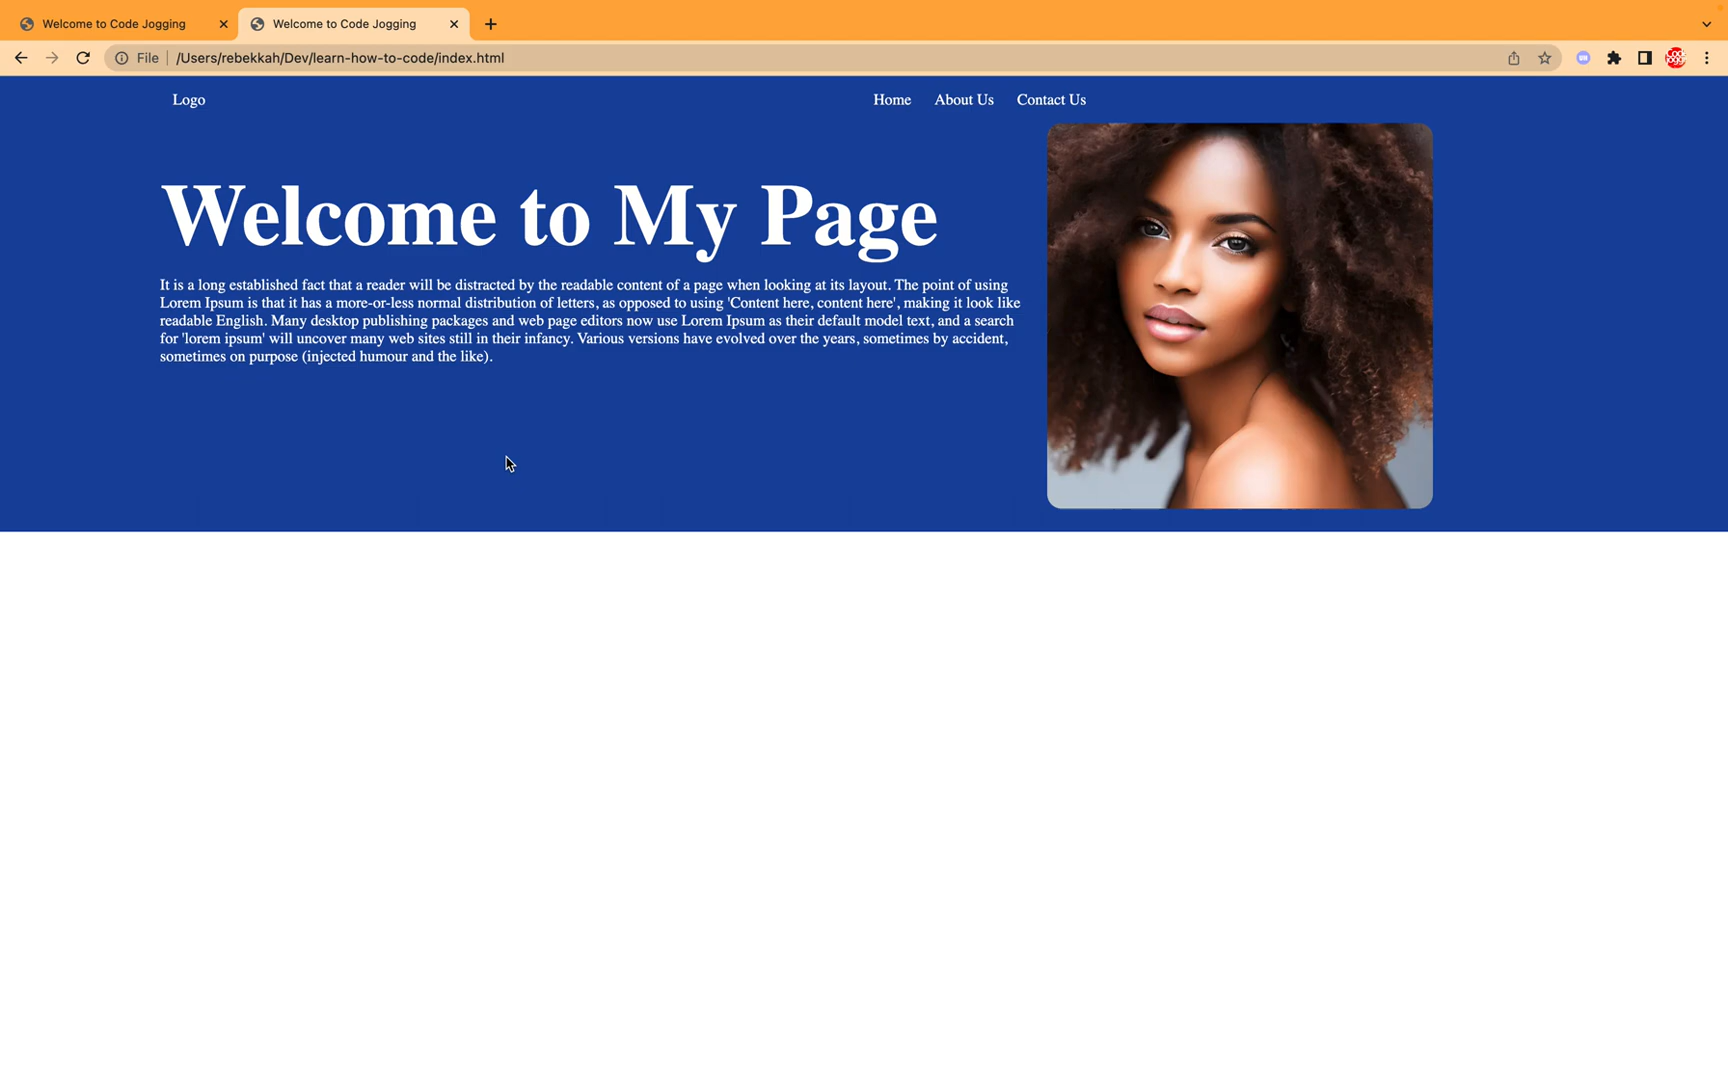 Welcome to Code Jogging
Welcome to Code Jogging
File
/Users/rebekkah/Dev/learn-how-to-code/index.html
Logo
Home
About Us
Contact Us
Welcome to My Page
It is a long established fact that a reader will be distracted by the readable content of a page when looking at its layout. The point of using
Lorem Ipsum is that it has a more-or-less normal distribution of letters, as opposed to using 'Content here, content here', making it look like
readable English. Many desktop publishing packages and web page editors now use Lorem Ipsum as their default model text, and a search
for 'lorem ipsum' will uncover many web sites still in their infancy. Various versions have evolved over the years, sometimes by accident,
sometimes on purpose (injected humour and the like).